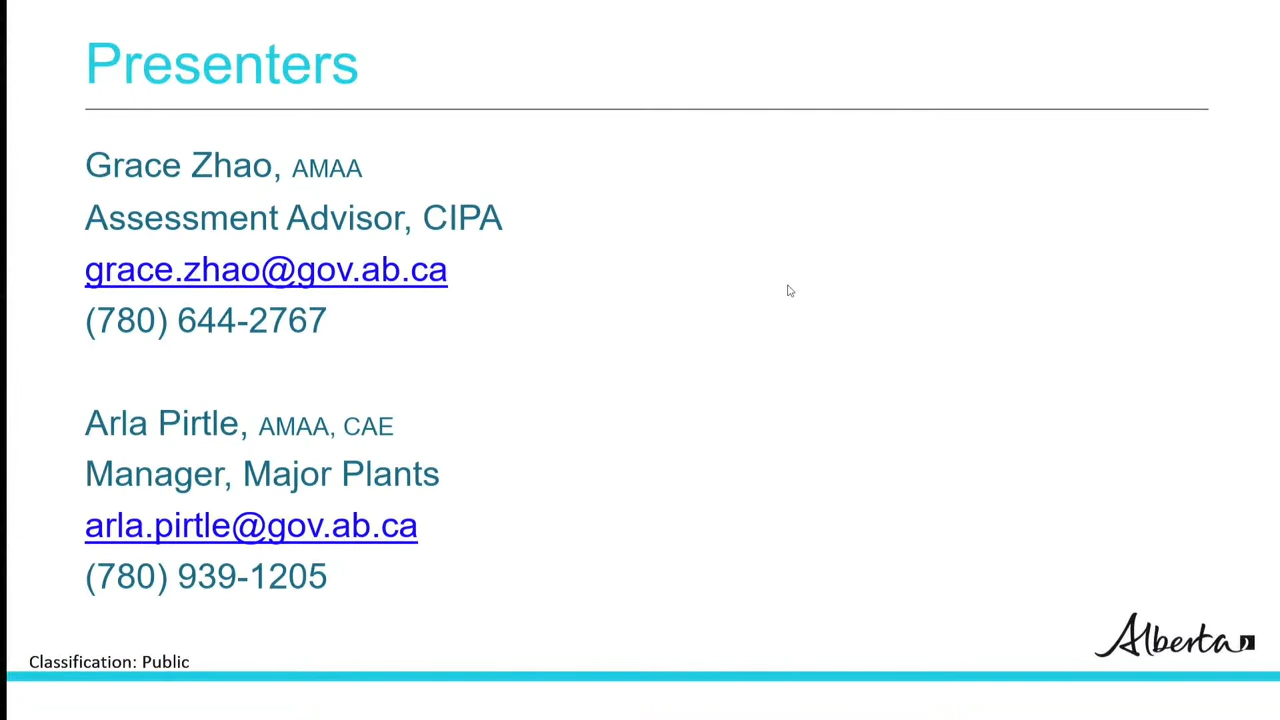 Presenters
Grace Zhao, AMAA
Assessment Advisor, CIPA
grace.zhao@gov.ab.ca
(780) 644-2767
Arla Pirtle, AMAA, CAE
Manager, Major Plants
arla.pirtle@gov.ab.ca
(780) 939-1205
Alberta
Classification: Public